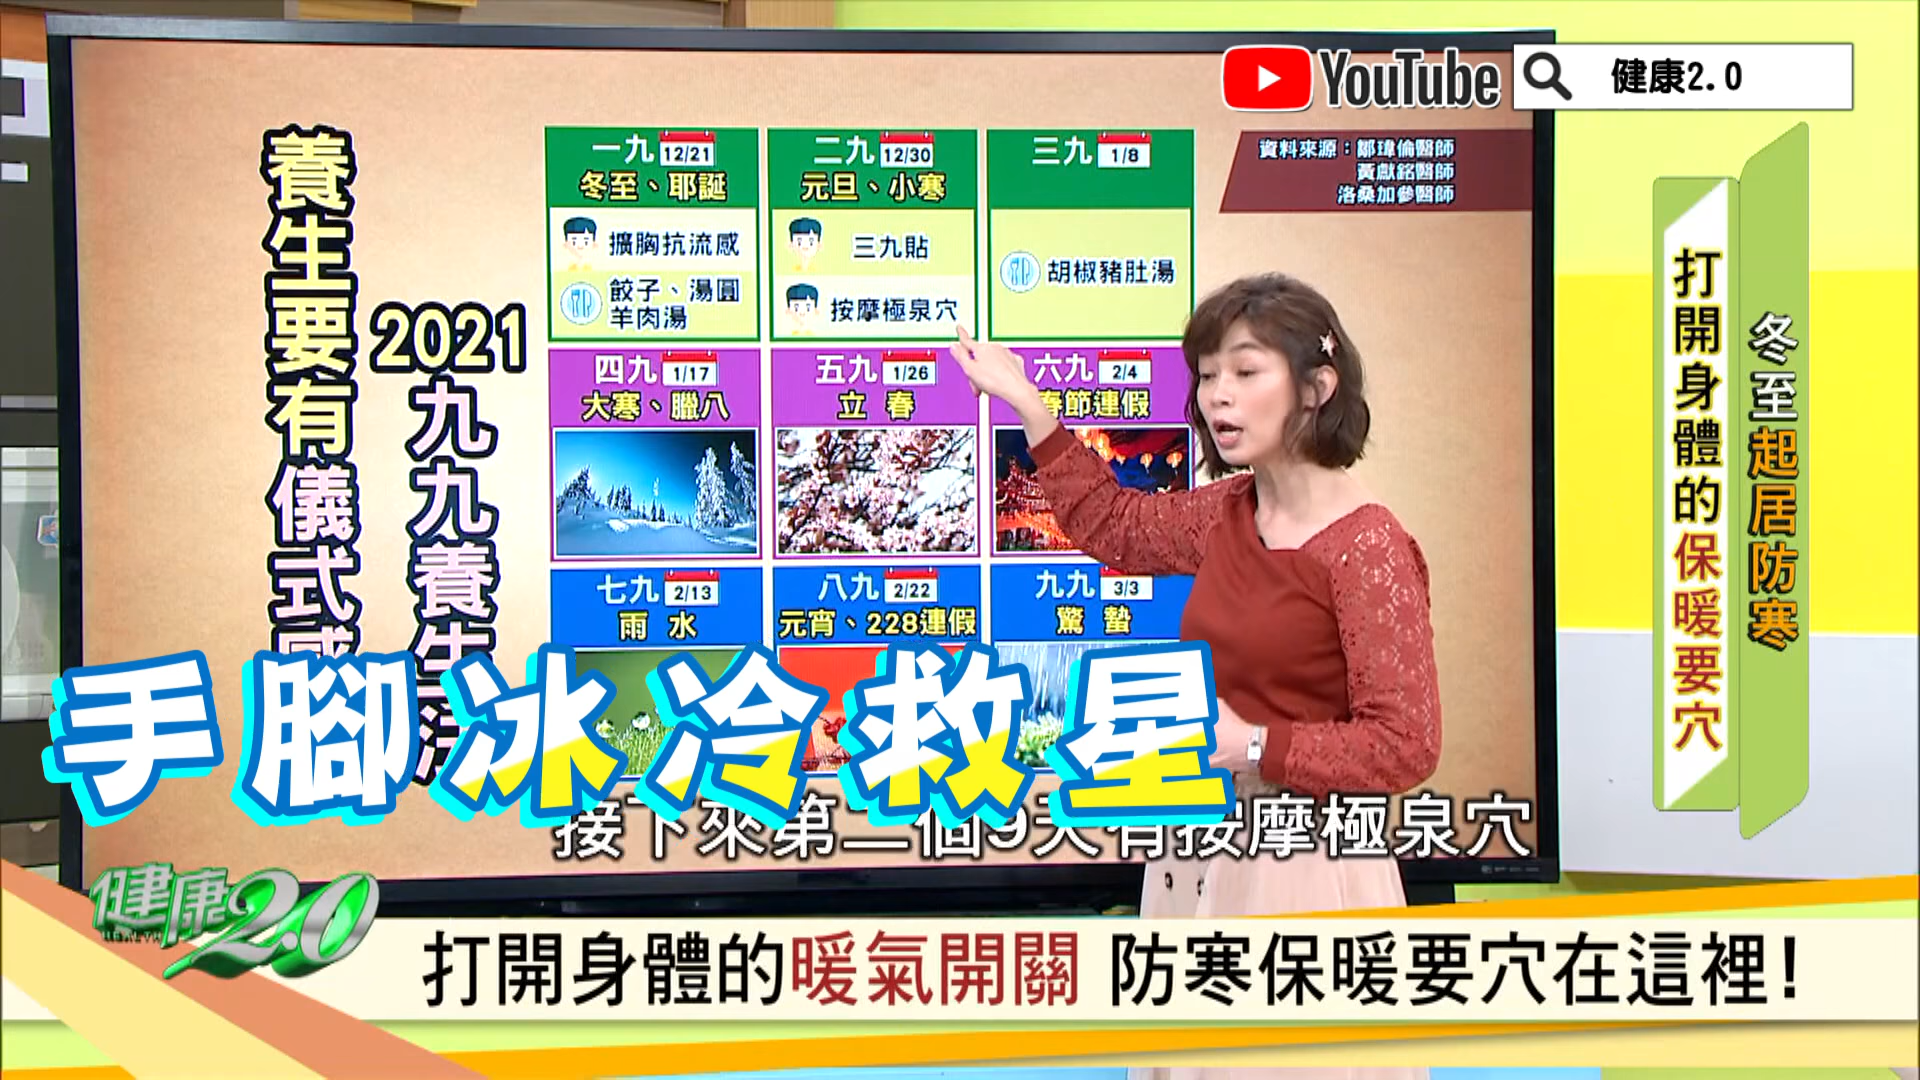 YouTube
健康2.0
資料來源：鄒瑋倫醫師
黃獻銘醫師
洛桑加參醫師
養生要有儀式感
2021九九養生法
一九 12/21
冬至、耶誕
擴胸抗流感
餃子、湯圓
羊肉湯
二九 12/30
元旦、小寒
三九貼
按摩極泉穴
三九 1/8
胡椒豬肚湯
四九 1/17
大寒、臘八
五九 1/26
立春
六九 2/4
春節連假
七九 2/13
雨水
八九 2/22
元宵、228連假
九九 3/3
驚蟄
冬至起居防寒
打開身體的保暖要穴
手腳冰冷救星
接下來第二個9天有按摩極泉穴
健康2.0
HEALTH
打開身體的暖氣開關 防寒保暖要穴在這裡！